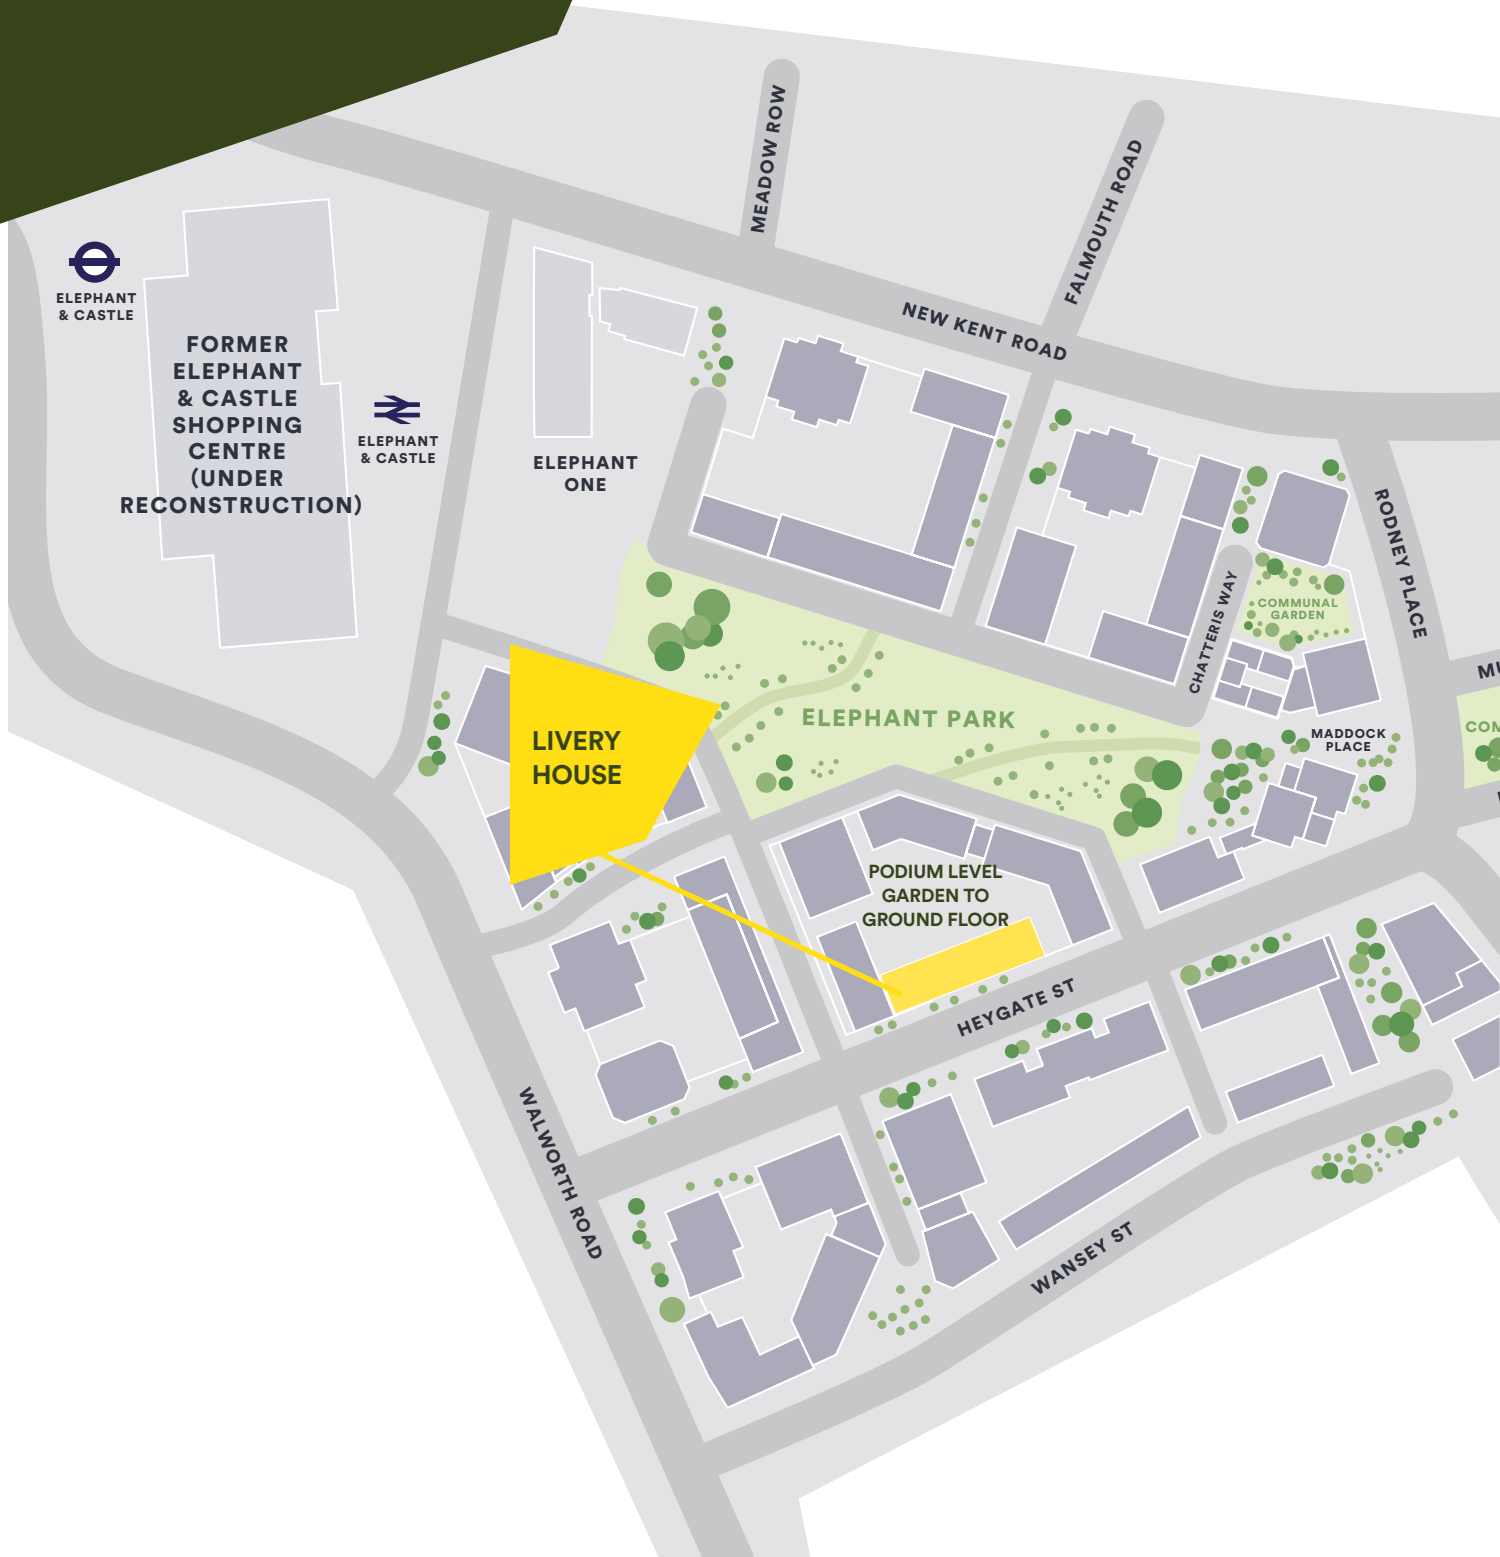 MEADOW ROW
FALMOUTH ROAD
NEW KENT ROAD
ELEPHANT
& CASTLE
FORMER
ELEPHANT
& CASTLE
SHOPPING
CENTRE
(UNDER
RECONSTRUCTION)
ELEPHANT
& CASTLE
ELEPHANT
ONE
RODNEY PLACE
CHATTERIS WAY
COMMUNAL
GARDEN
ELEPHANT PARK
MADDOCK
PLACE
LIVERY
HOUSE
PODIUM LEVEL
GARDEN TO
GROUND FLOOR
HEYGATE ST
WALWORTH ROAD
WANSEY ST